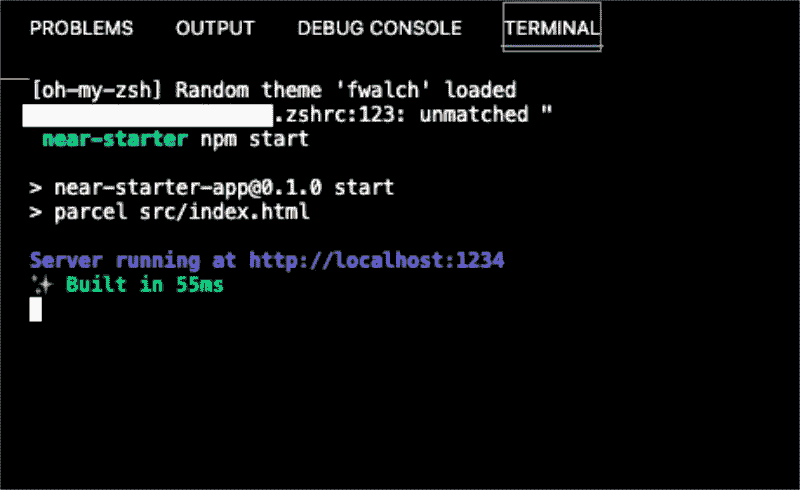 PROBLEMS OUTPUT DEBUG CONSOLE TERMINAL
[oh-my-zsh] Random theme 'fwalch' loaded
.zshrc:123: unmatched "
near-starter npm start
> near-starter-app@0.1.0 start
> parcel src/index.html
Server running at http://localhost:1234
✨ Built in 55ms